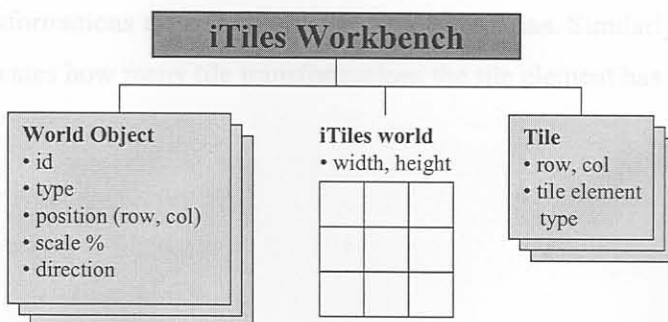 iTiles Workbench
World Object
• id
• type
• position (row, col)
• scale %
• direction
iTiles world
• width, height
Tile
• row, col
• tile element
type